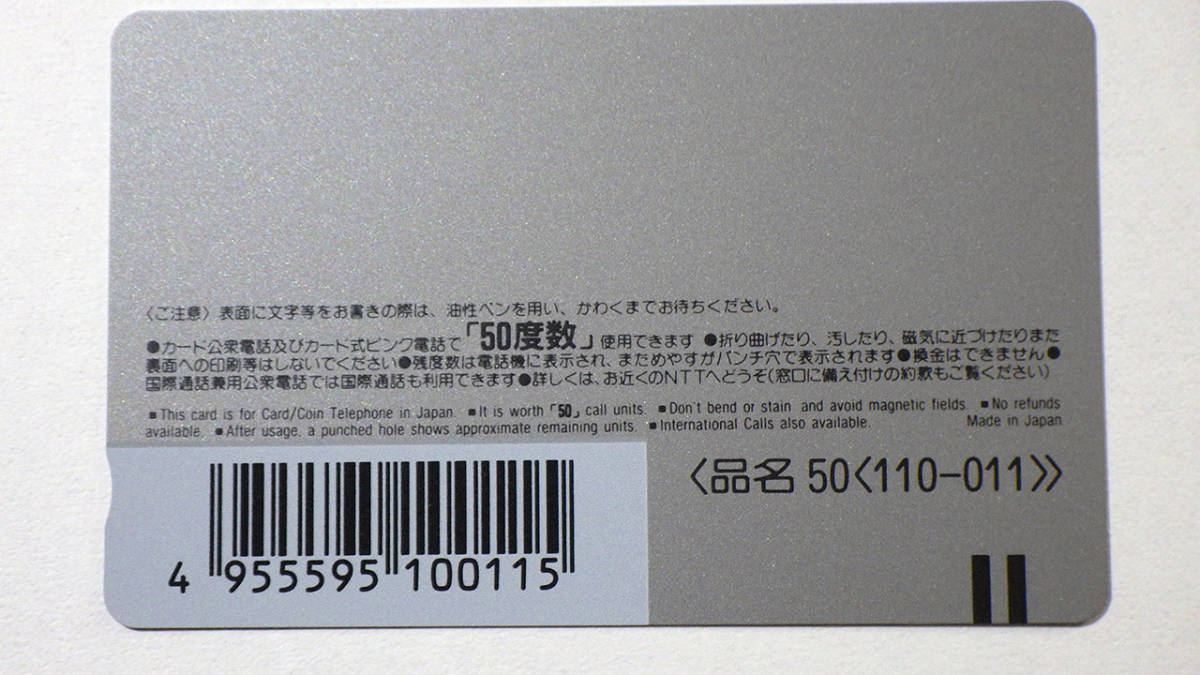 〈ご注意〉表面に文字等をお書きの際は、油性ペンを用い、かわくまでお待ちください。
●カード公衆電話及びカード式ピンク電話で「50度数」使用できます ●折り曲げたり、汚したり、磁気に近づけたりまた
裏面への印刷等はしないでください●残度数は電話機に表示され、まためやすがパンチ穴で表示されます●換金はできません●
国際通話兼用公衆電話では国際通話も利用できます●詳しくは、お近くのNTTへどうぞ(窓口に備え付けの約款もご覧ください)
■This card is for Card/Coin Telephone in Japan. ■It is worth「50」call units. ■Don't bend or stain and avoid magnetic fields. ■No refunds
available. ■After usage, a punched hole shows approximate remaining units. ■International Calls also available. Made in Japan
〈品名 50〈110-011〉〉
4 955595 100115